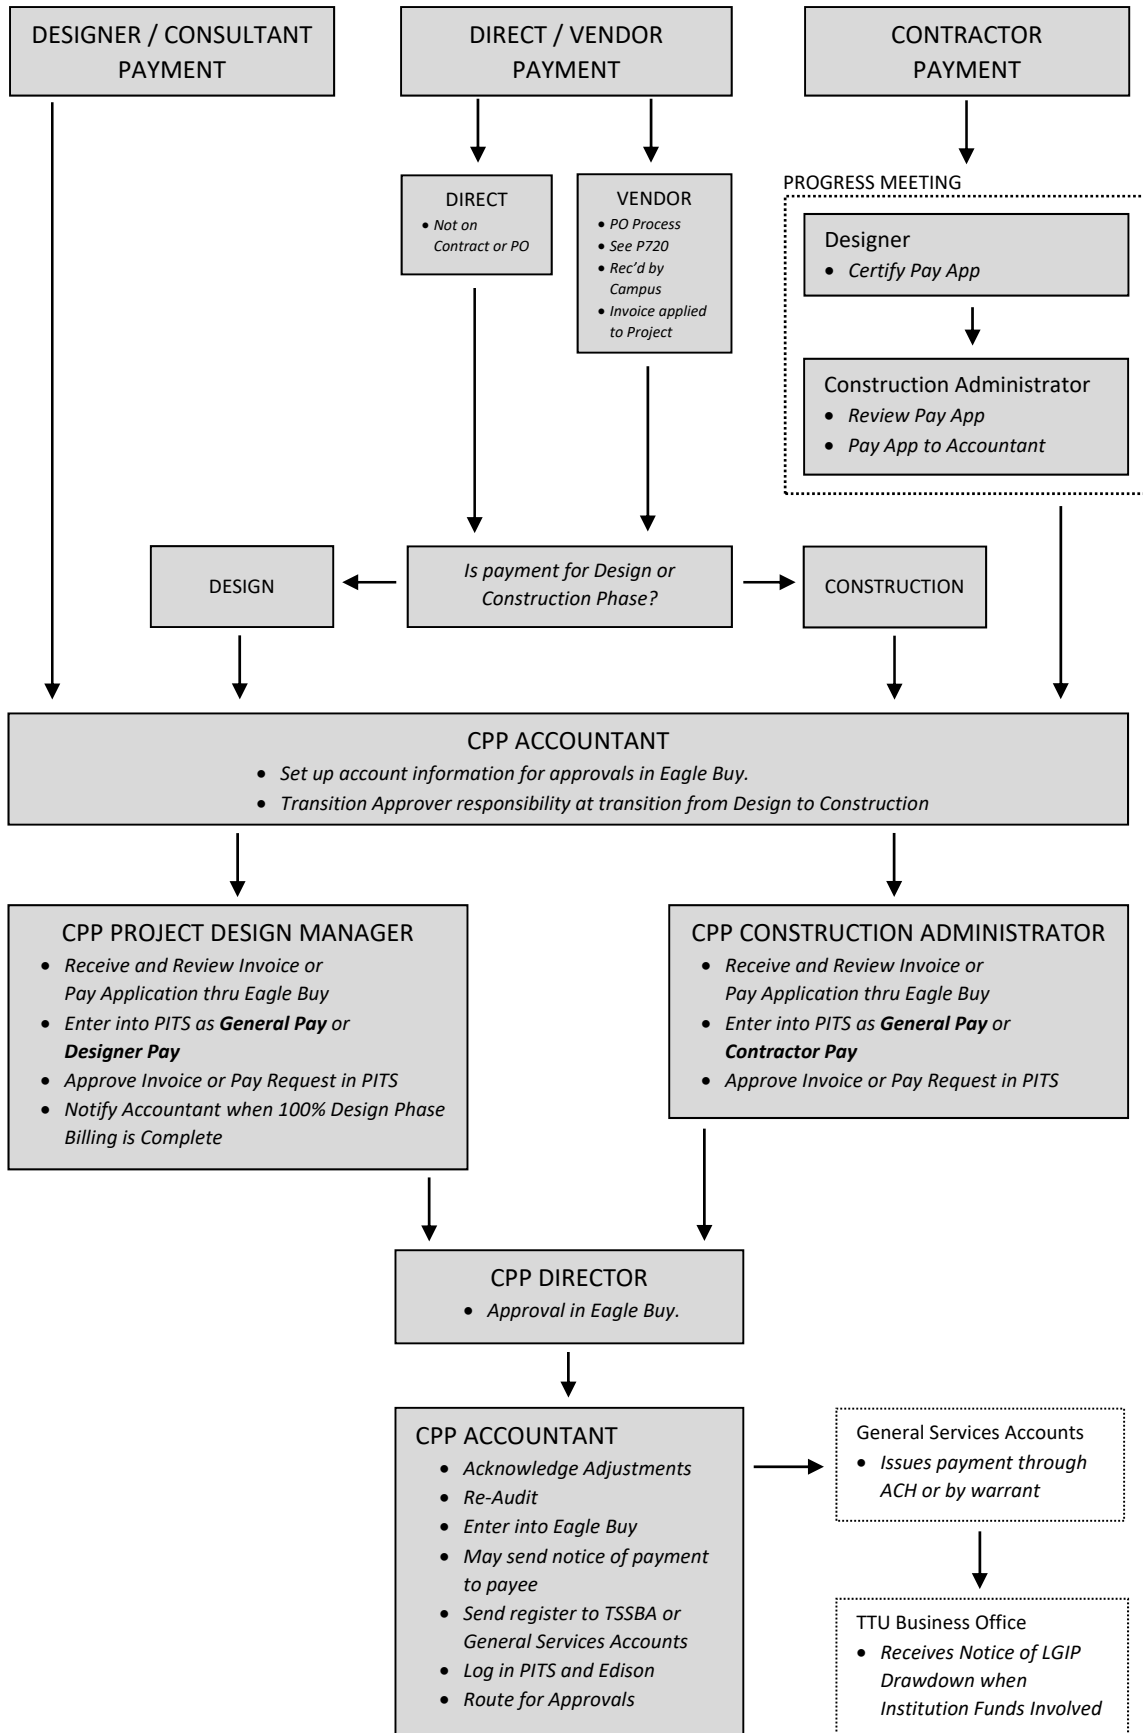 DESIGNER / CONSULTANT
PAYMENT
DIRECT / VENDOR
PAYMENT
CONTRACTOR
PAYMENT
DIRECT
• Not on
Contract or PO
VENDOR
• PO Process
• See P720
• Rec’d by
Campus
• Invoice applied
to Project
PROGRESS MEETING
Designer
• Certify Pay App
Construction Administrator
• Review Pay App
• Pay App to Accountant
DESIGN
Is payment for Design or
Construction Phase?
CONSTRUCTION
CPP ACCOUNTANT
• Set up account information for approvals in Eagle Buy.
• Transition Approver responsibility at transition from Design to Construction
CPP PROJECT DESIGN MANAGER
• Receive and Review Invoice or
Pay Application thru Eagle Buy
• Enter into PITS as General Pay or
Designer Pay
• Approve Invoice or Pay Request in PITS
• Notify Accountant when 100% Design Phase
Billing is Complete
CPP CONSTRUCTION ADMINISTRATOR
• Receive and Review Invoice or
Pay Application thru Eagle Buy
• Enter into PITS as General Pay or
Contractor Pay
• Approve Invoice or Pay Request in PITS
CPP DIRECTOR
• Approval in Eagle Buy.
CPP ACCOUNTANT
• Acknowledge Adjustments
• Re-Audit
• Enter into Eagle Buy
• May send notice of payment
to payee
• Send register to TSSBA or
General Services Accounts
• Log in PITS and Edison
• Route for Approvals
General Services Accounts
• Issues payment through
ACH or by warrant
TTU Business Office
• Receives Notice of LGIP
Drawdown when
Institution Funds Involved